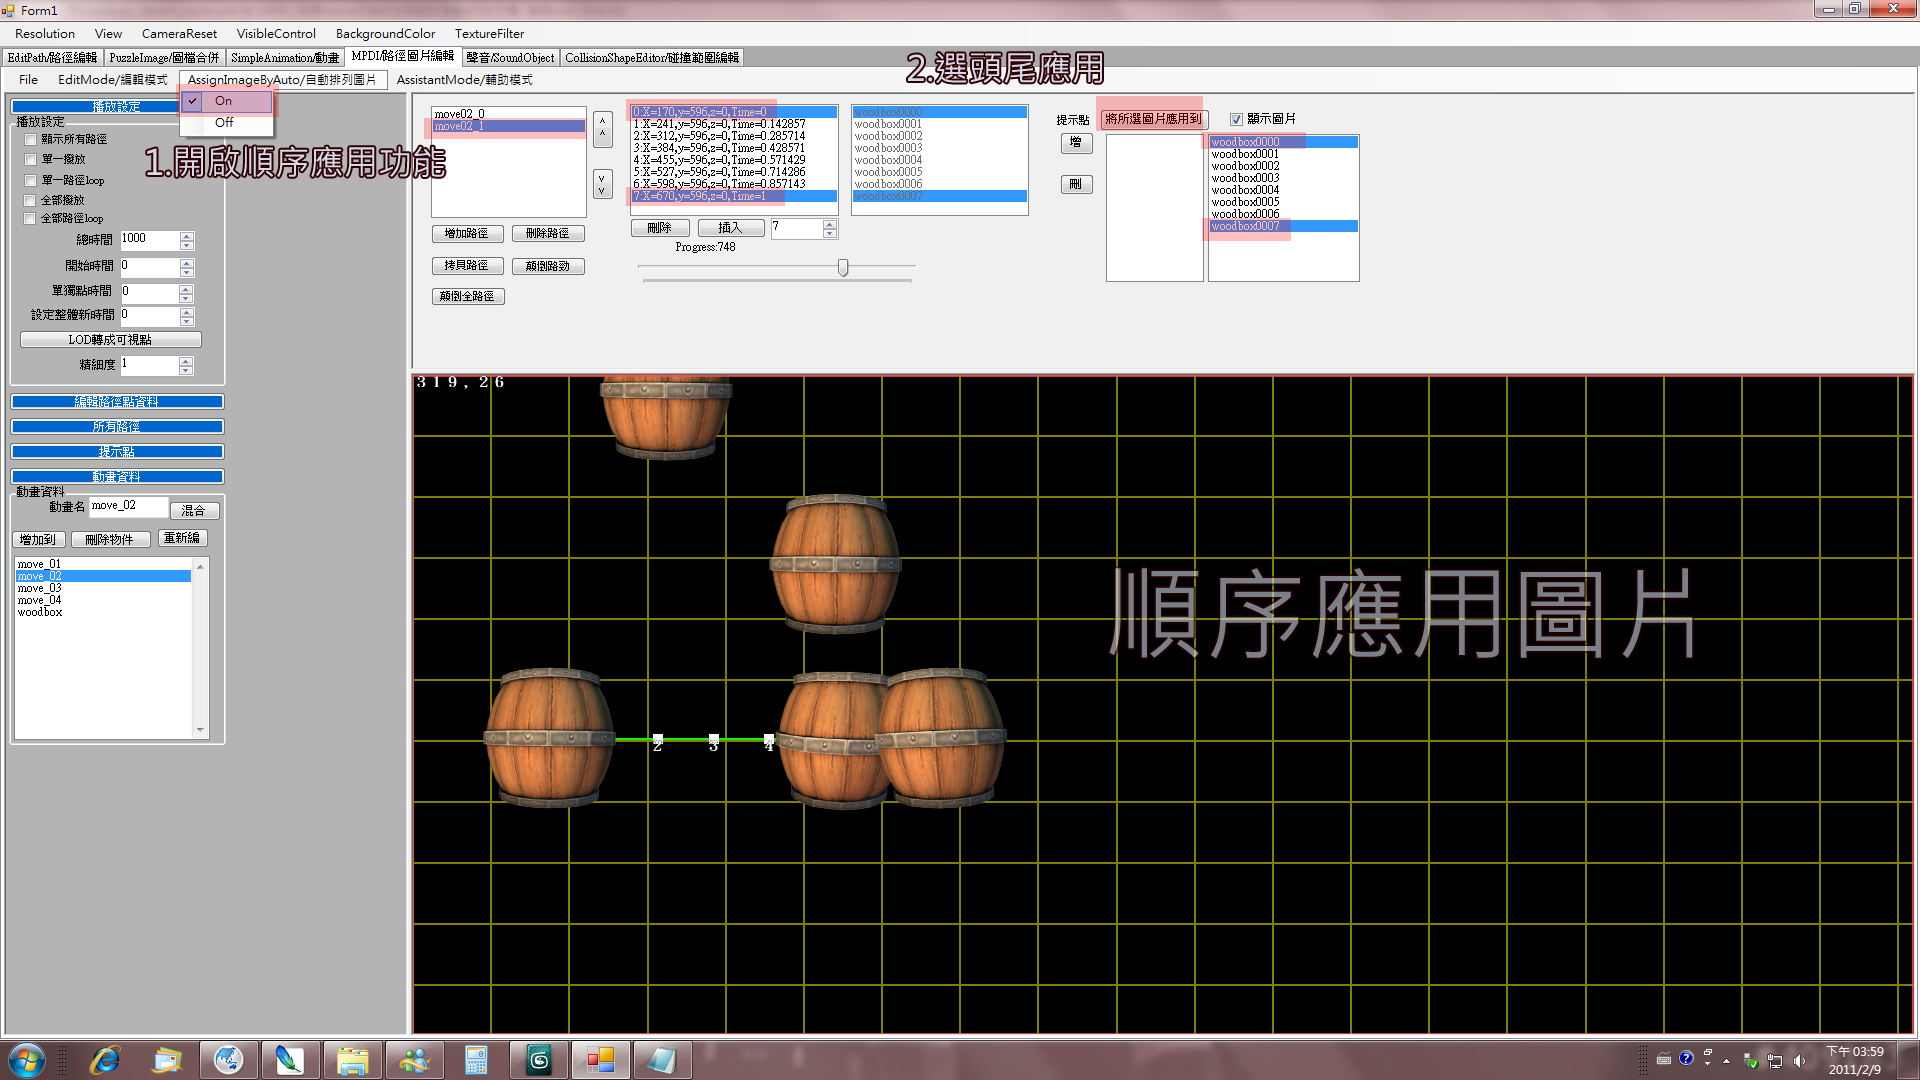 Form1
Resolution View CameraReset VisibleControl BackgroundColor TextureFilter
EditPath/路徑編輯 PuzzleImage/圖檔合併 SimpleAnimation/動畫 MPDI/路徑圖片編輯 聲音/SoundObject CollisionShapeEditor/碰撞範圍編輯
2.選頭尾應用
File EditMode/編輯模式 AssignImageByAuto/自動排列圖片 AssistantMode/輔助模式
On
Off
1.開啟順序應用功能
播放設定
播放設定
顯示所有路徑
單一撥放
單一路徑loop
全部撥放
全部路徑loop
總時間 1000
開始時間 0
單獨點時間 0
設定整體新時間 0
LOD轉成可視點
精細度 1
編輯路徑點資料
所有路徑
提示點
動畫資料
動畫資料
動畫名 move_02 混合
增加到 刪除物件 重新編
move_01
move_02
move_03
move_04
woodbox
move02_0
move02_1
^
^
v
v
增加路徑 刪除路徑
拷貝路徑 顛倒路勁
顛倒全路徑
0:X=170,y=596,z=0,Time=0
1:X=241,y=596,z=0,Time=0.142857
2:X=312,y=596,z=0,Time=0.285714
3:X=384,y=596,z=0,Time=0.428571
4:X=455,y=596,z=0,Time=0.571429
5:X=527,y=596,z=0,Time=0.714286
6:X=598,y=596,z=0,Time=0.857143
7:X=670,y=596,z=0,Time=1
刪除 插入 7
Progress:748
woodbox0000
woodbox0001
woodbox0002
woodbox0003
woodbox0004
woodbox0005
woodbox0006
woodbox0007
提示點 將所選圖片應用到 顯示圖片
增
刪
woodbox0000
woodbox0001
woodbox0002
woodbox0003
woodbox0004
woodbox0005
woodbox0006
woodbox0007
319,26
順序應用圖片
2 3 4
下午 03:59
2011/2/9